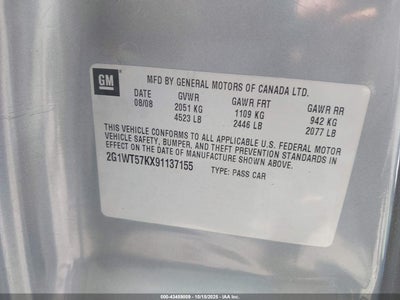 GM
MFD BY GENERAL MOTORS OF CANADA LTD.
DATE GVWR GAWR FRT GAWR RR
08/08 2051 KG 1109 KG 942 KG
4523 LB 2446 LB 2077 LB
THIS VEHICLE CONFORMS TO ALL APPLICABLE U.S. FEDERAL MOTOR
VEHICLE SAFETY, BUMPER, AND THEFT PREVENTION STANDARDS IN
EFFECT ON THE DATE OF MANUFACTURE SHOWN ABOVE.
2G1WT57KX91137155 TYPE: PASS CAR
000-43458009 - 10/15/2025 - IAA Inc.